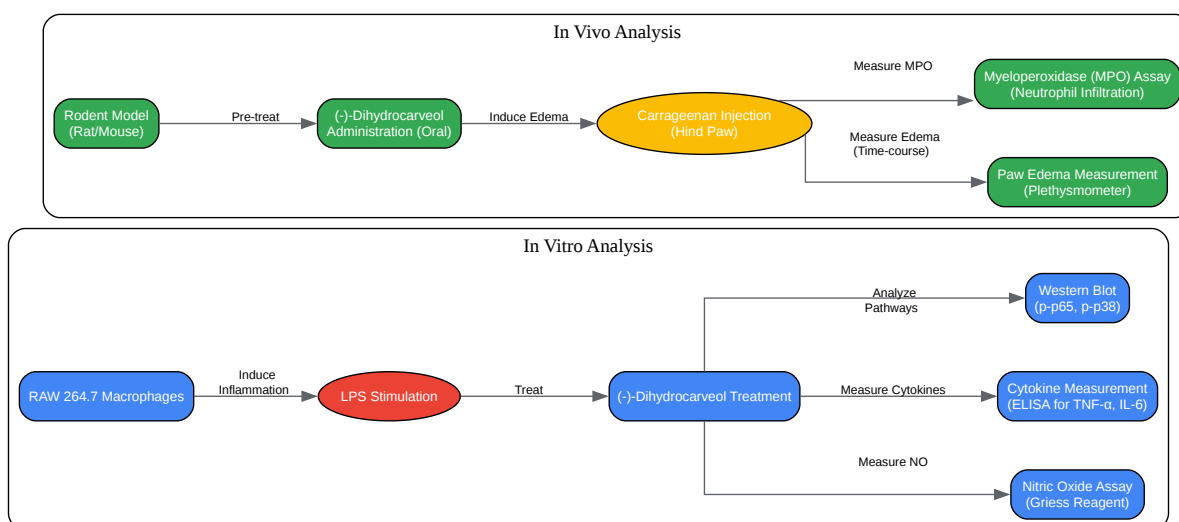 In Vivo Analysis
Rodent Model
(Rat/Mouse)
Pre-treat
(-)-Dihydrocarveol
Administration (Oral)
Induce Edema
Carrageenan Injection
(Hind Paw)
Measure MPO
Myeloperoxidase (MPO) Assay
(Neutrophil Infiltration)
Measure Edema
(Time-course)
Paw Edema Measurement
(Plethysmometer)
In Vitro Analysis
RAW 264.7 Macrophages
Induce
Inflammation
LPS Stimulation
Treat
(-)-Dihydrocarveol Treatment
Analyze
Pathways
Western Blot
(p-p65, p-p38)
Measure Cytokines
Cytokine Measurement
(ELISA for TNF-α, IL-6)
Measure NO
Nitric Oxide Assay
(Griess Reagent)